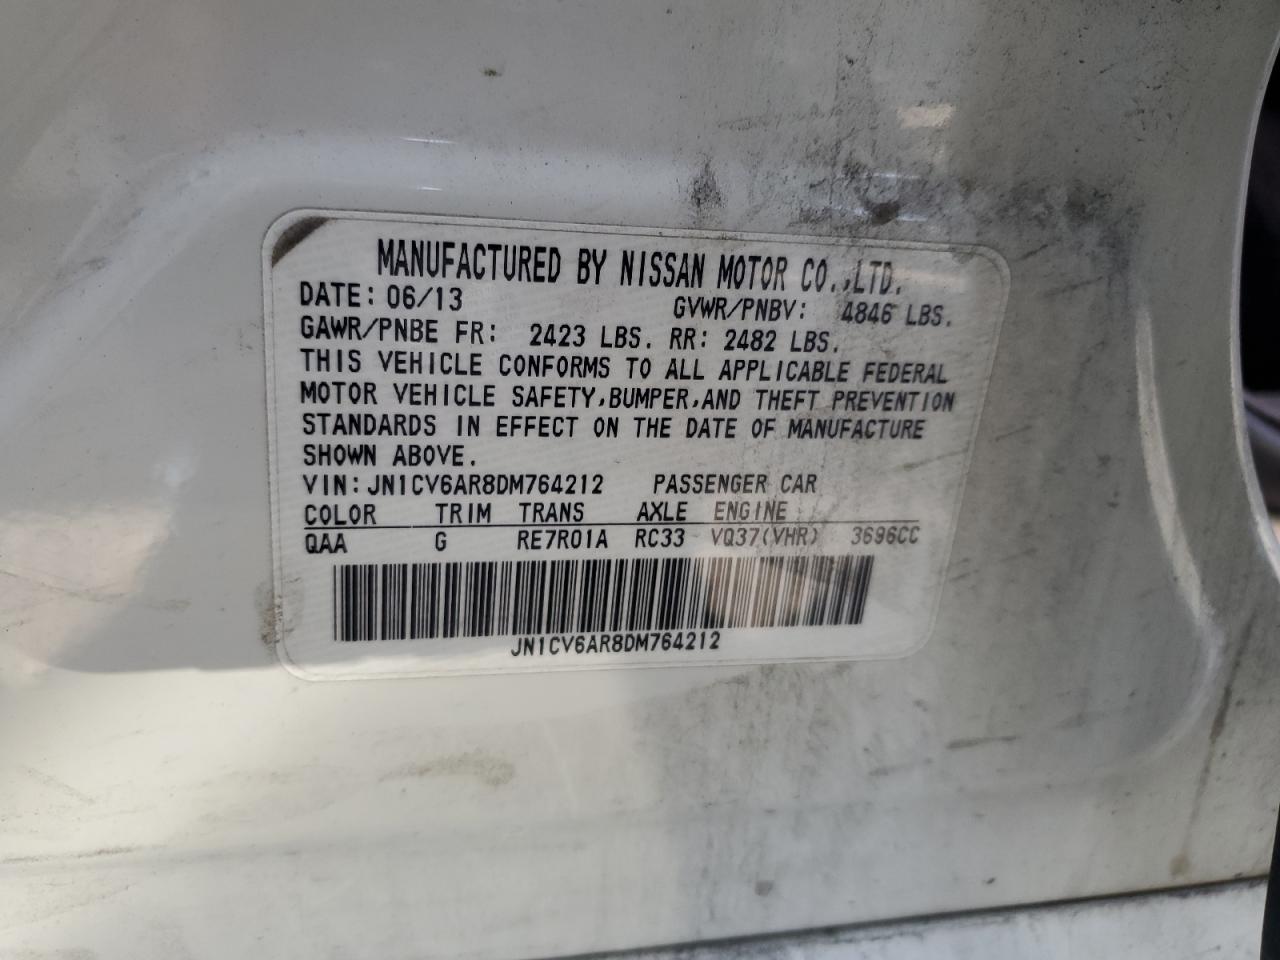 MANUFACTURED BY NISSAN MOTOR CO.,LTD.
DATE: 06/13 GVWR/PNBV: 4846 LBS.
GAWR/PNBE FR: 2423 LBS. RR: 2482 LBS.
THIS VEHICLE CONFORMS TO ALL APPLICABLE FEDERAL
MOTOR VEHICLE SAFETY,BUMPER,AND THEFT PREVENTION
STANDARDS IN EFFECT ON THE DATE OF MANUFACTURE
SHOWN ABOVE.
VIN:JN1CV6AR8DM764212 PASSENGER CAR
COLOR TRIM TRANS AXLE ENGINE
QAA G RE7R01A RC33 VQ37(VHR) 3696CC
JN1CV6AR8DM764212